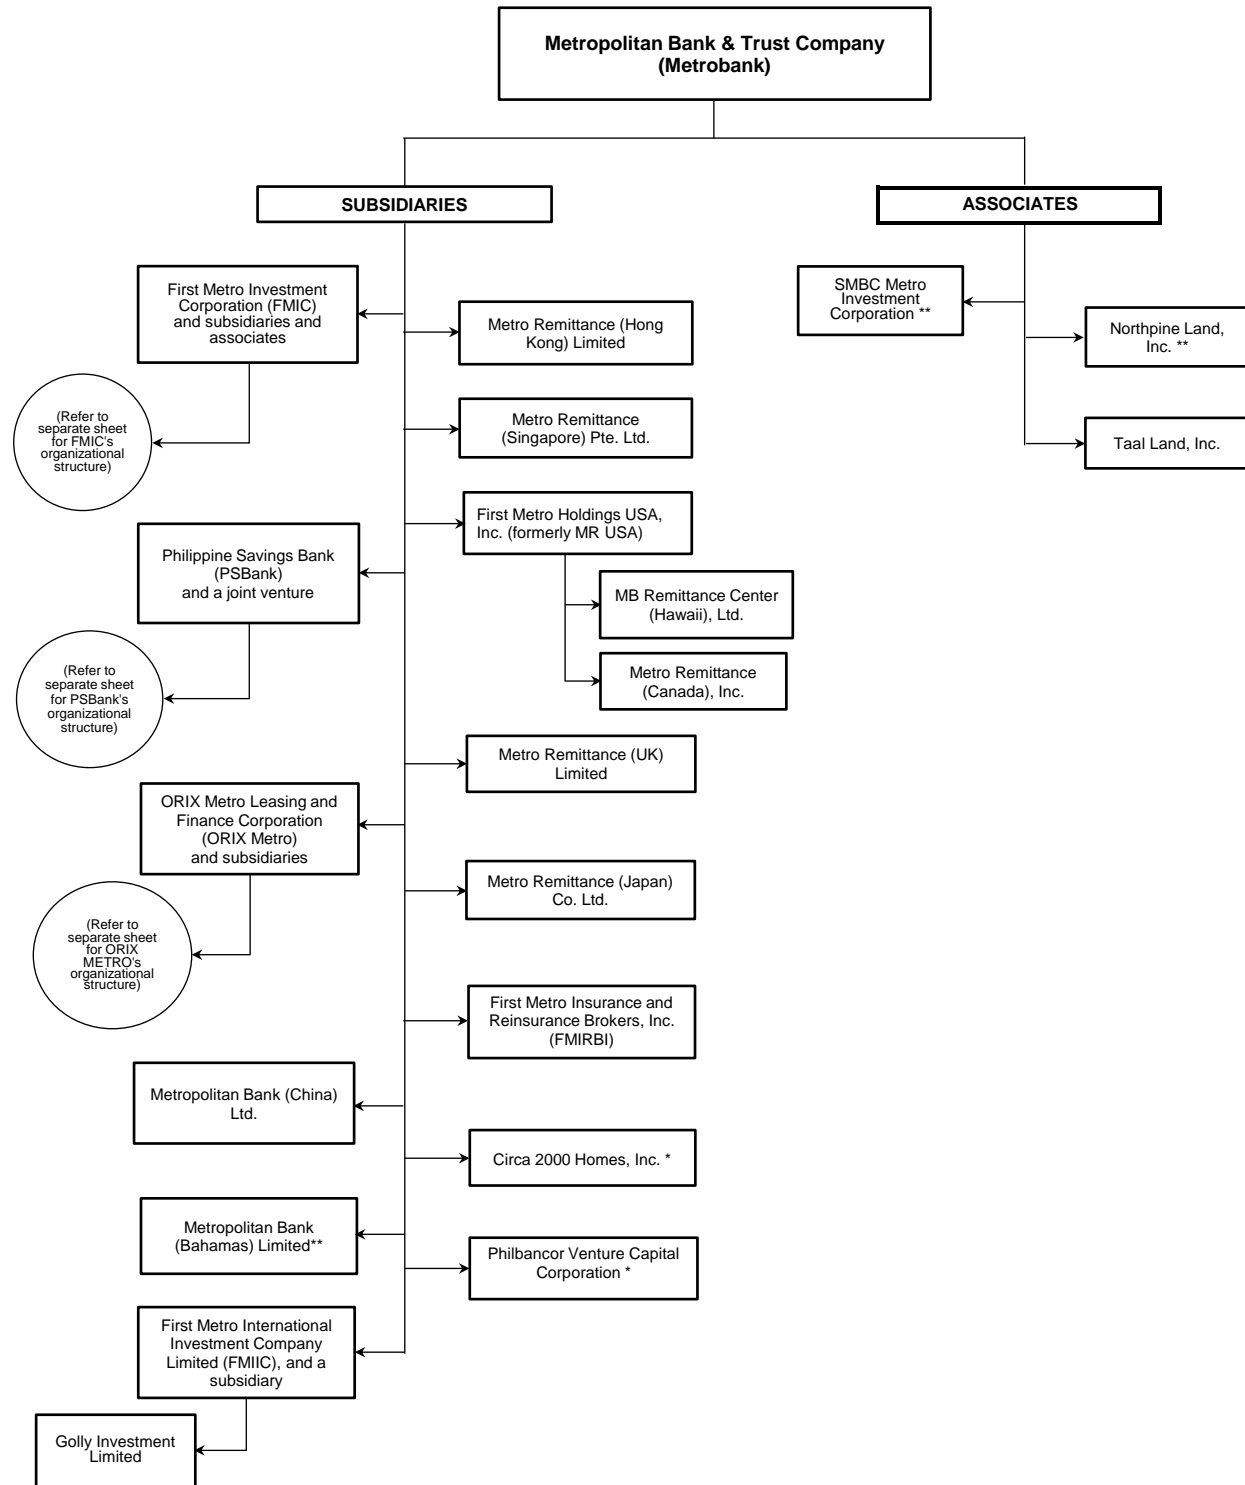 Metropolitan Bank & Trust Company
(Metrobank)
SUBSIDIARIES
ASSOCIATES
First Metro Investment
Corporation (FMIC)
and subsidiaries and
associates
Metro Remittance (Hong
Kong) Limited
SMBC Metro
Investment
Corporation **
Northpine Land,
Inc. **
(Refer to
separate sheet
for FMIC's
organizational
structure)
Metro Remittance
(Singapore) Pte. Ltd.
Taal Land, Inc.
First Metro Holdings USA,
Inc. (formerly MR USA)
Philippine Savings Bank
(PSBank)
and a joint venture
MB Remittance Center
(Hawaii), Ltd.
(Refer to
separate sheet
for PSBank's
organizational
structure)
Metro Remittance
(Canada), Inc.
Metro Remittance (UK)
Limited
ORIX Metro Leasing and
Finance Corporation
(ORIX Metro)
and subsidiaries
Metro Remittance (Japan)
Co. Ltd.
(Refer to
separate sheet
for ORIX
METRO's
organizational
structure)
First Metro Insurance and
Reinsurance Brokers, Inc.
(FMIRBI)
Metropolitan Bank (China)
Ltd.
Circa 2000 Homes, Inc. *
Metropolitan Bank
(Bahamas) Limited**
Philbancor Venture Capital
Corporation *
First Metro International
Investment Company
Limited (FMIIC), and a
subsidiary
Golly Investment
Limited